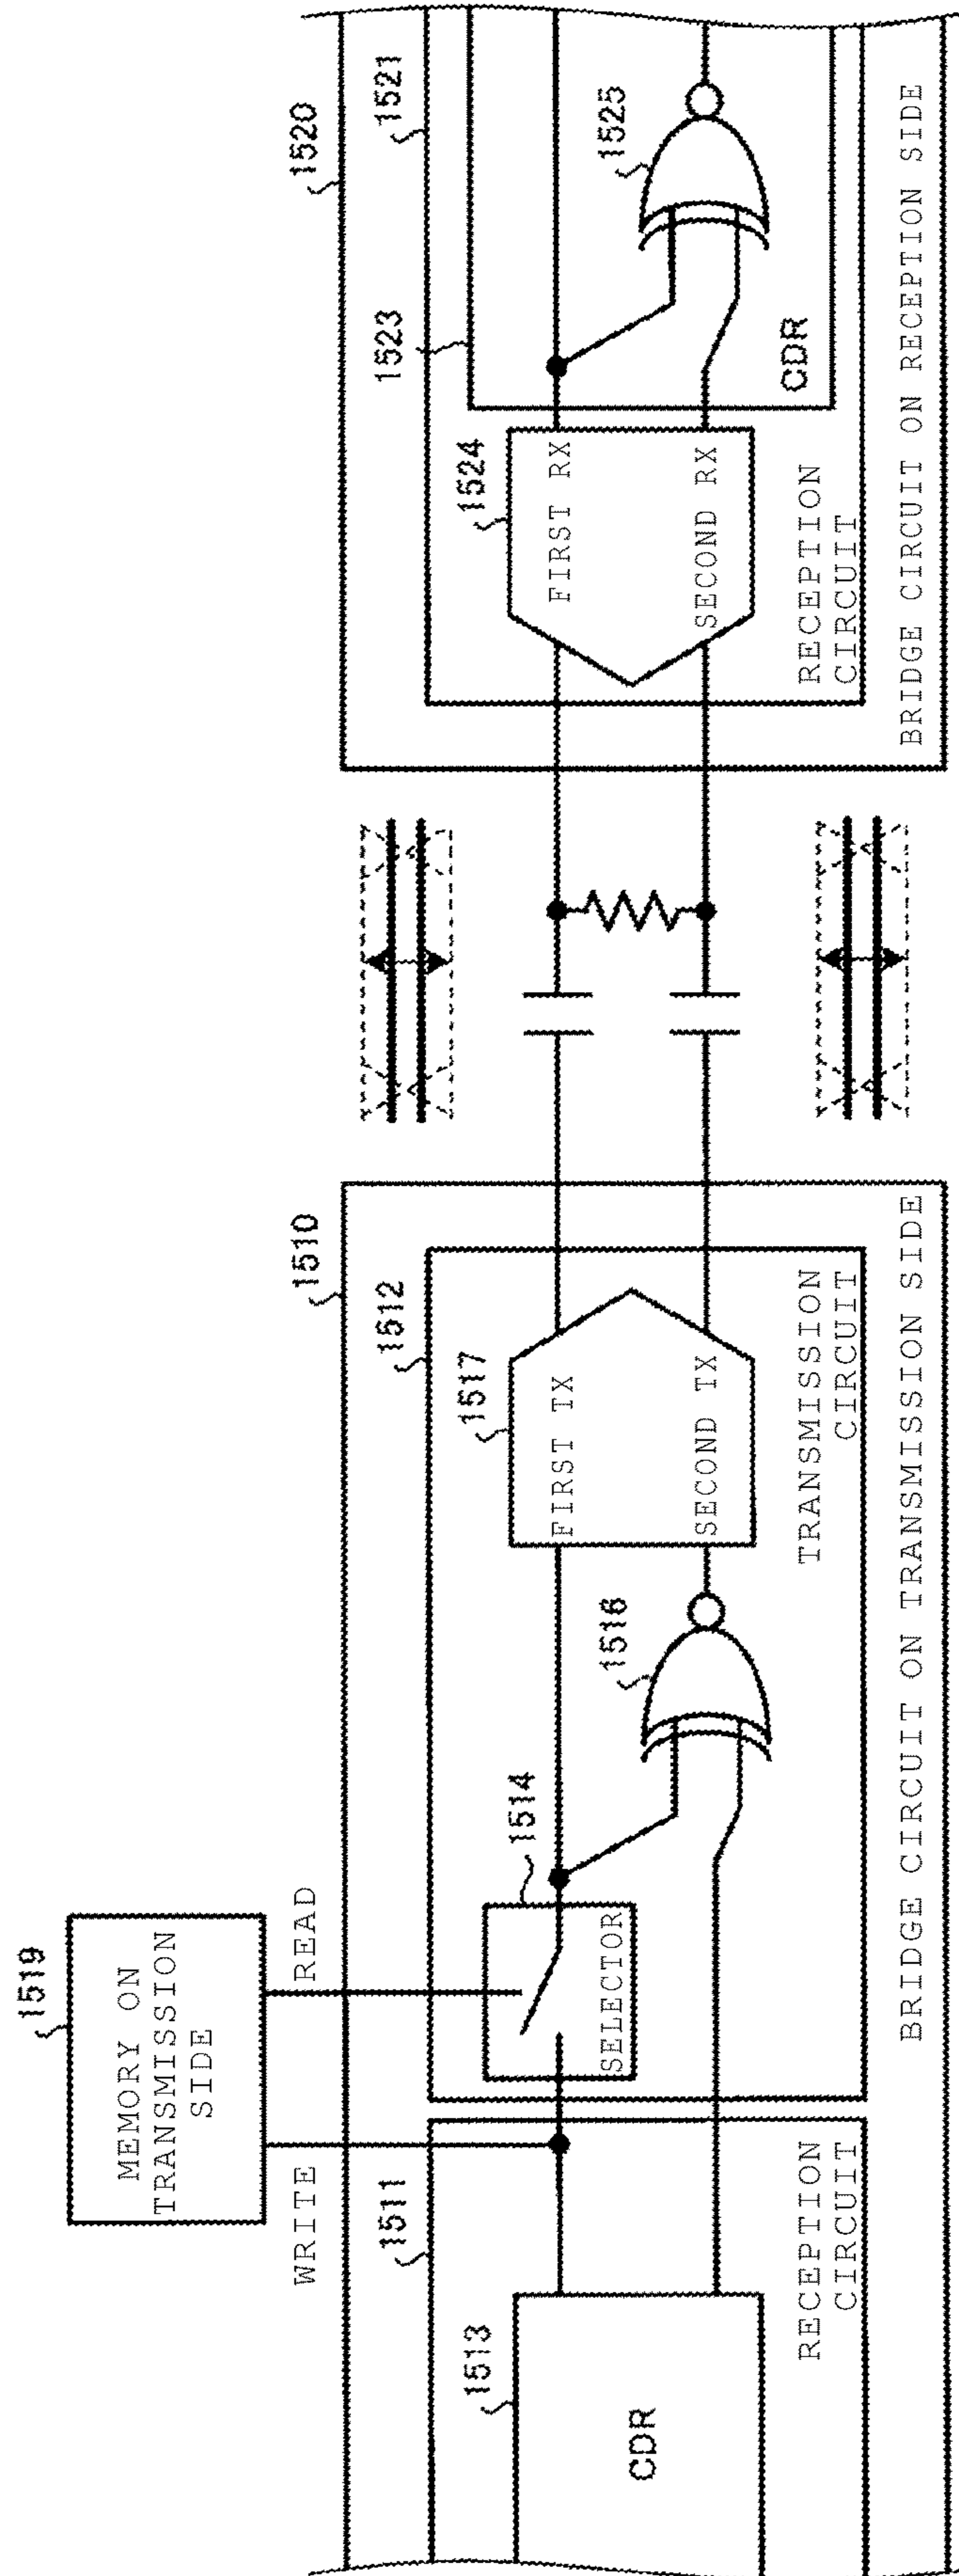 1519
MEMORY ON
TRANSMISSION
SIDE
WRITE
READ
1510
1520
1511
1512
1521
1513
CDR
1514
SELECTOR
1516
1517
FIRST TX
SECOND TX
1523
1524
FIRST RX
SECOND RX
1525
CDR
RECEPTION
CIRCUIT
TRANSMISSION
CIRCUIT
RECEPTION
CIRCUIT
BRIDGE CIRCUIT ON TRANSMISSION SIDE
BRIDGE CIRCUIT ON RECEPTION SIDE